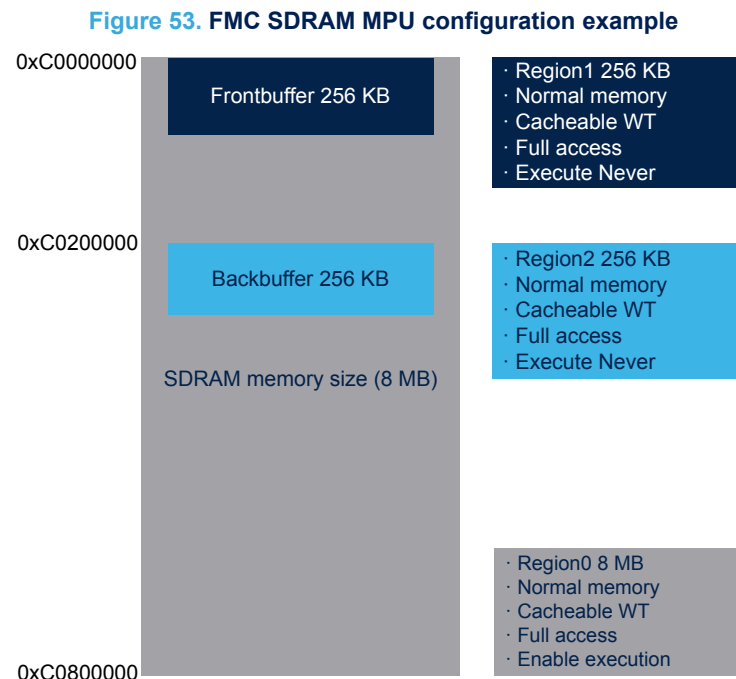 Figure 53. FMC SDRAM MPU configuration example
0xC0000000
Frontbuffer 256 KB
· Region1 256 KB
· Normal memory
· Cacheable WT
· Full access
· Execute Never
0xC0200000
Backbuffer 256 KB
· Region2 256 KB
· Normal memory
· Cacheable WT
· Full access
· Execute Never
SDRAM memory size (8 MB)
· Region0 8 MB
· Normal memory
· Cacheable WT
· Full access
· Enable execution
0xC0800000